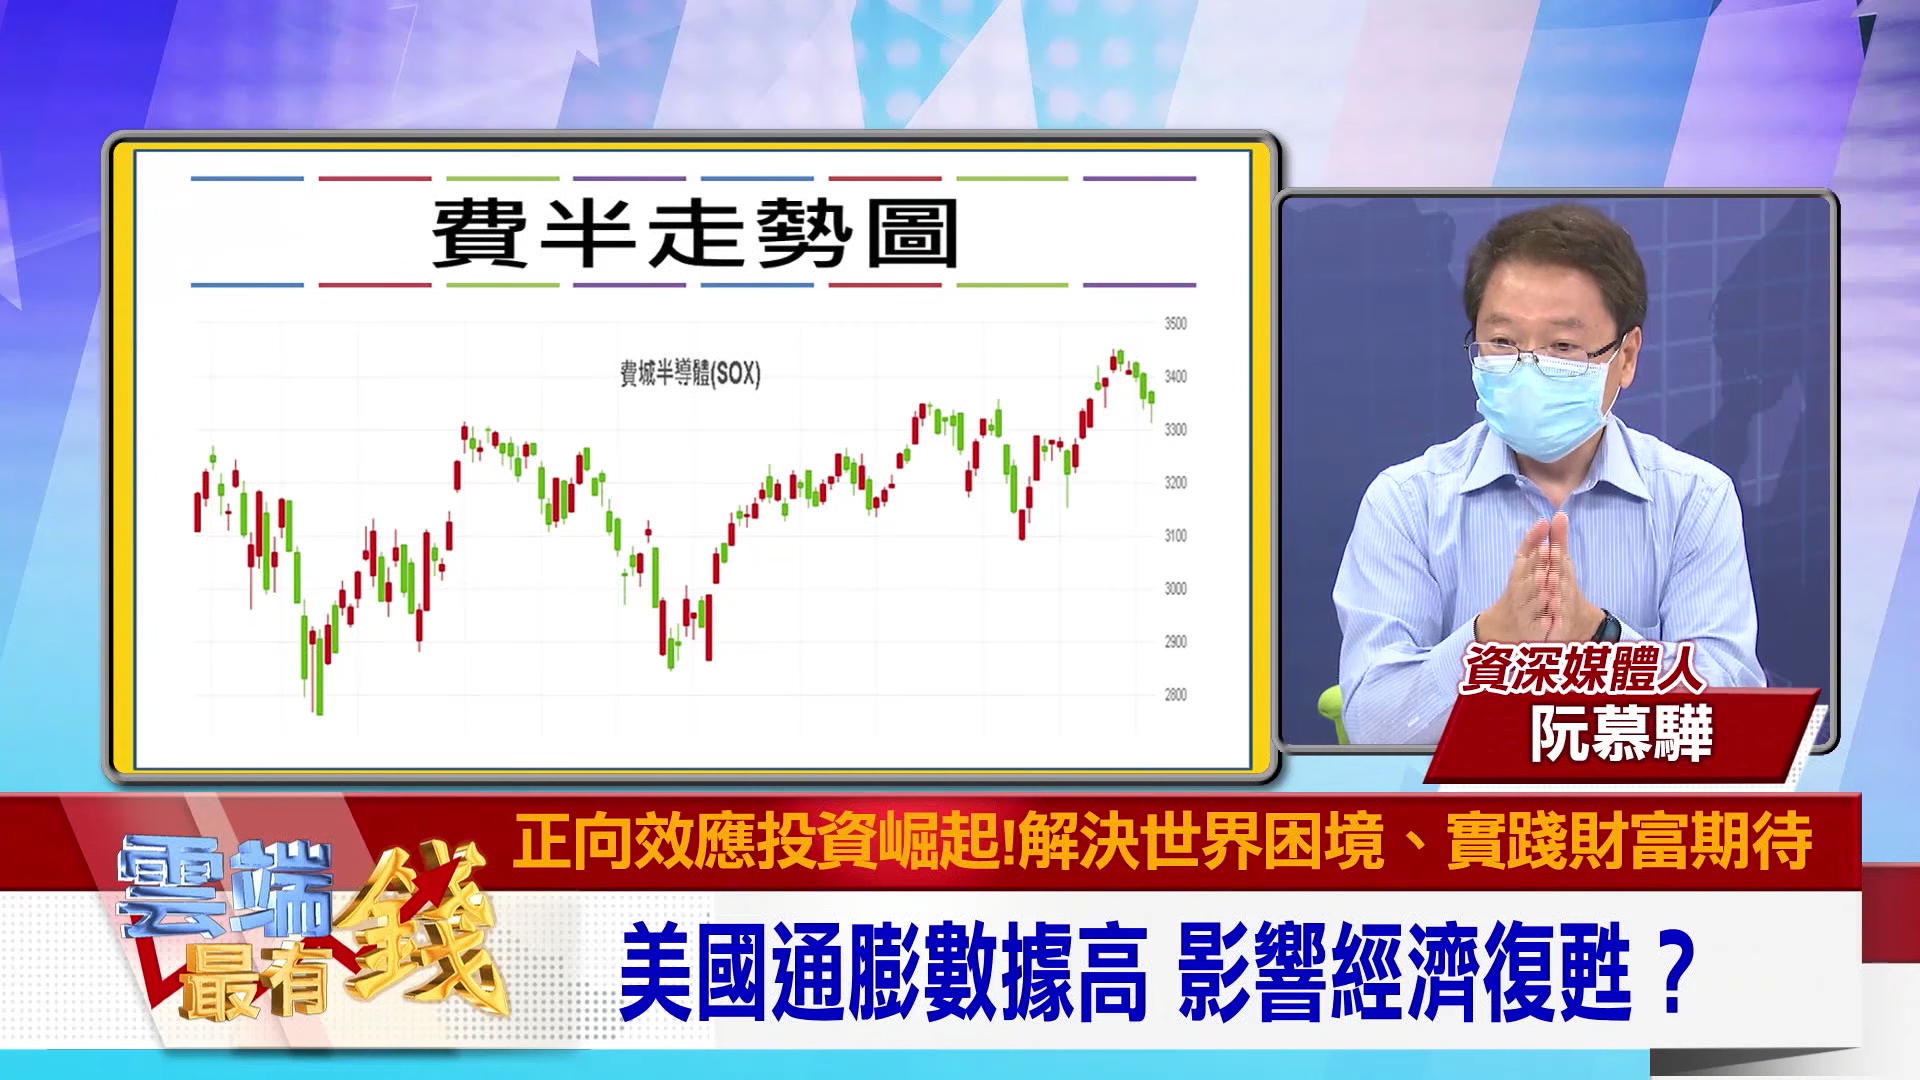 費半走勢圖
費城半導體(SOX)
3500
3400
3300
3200
3100
3000
2900
2800
資深媒體人
阮慕驊
正向效應投資崛起!解決世界困境、實踐財富期待
雲端最有錢
美國通膨數據高 影響經濟復甦？